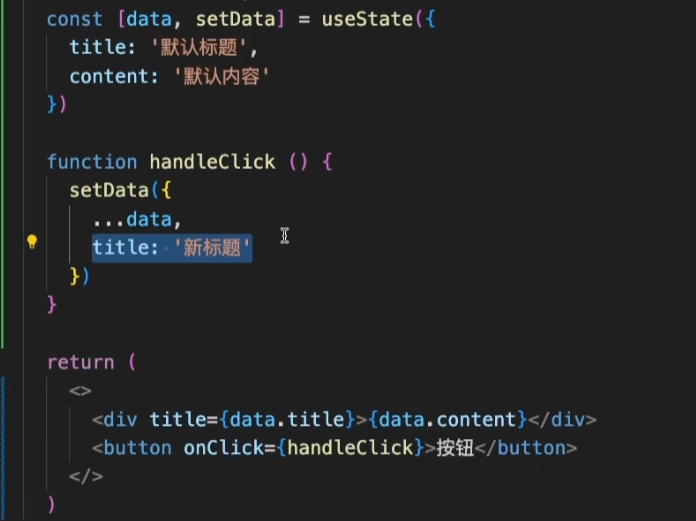 const [data, setData] = useState({
title: '默认标题',
content: '默认内容'
})
function handleClick () {
setData({
...data,
title: '新标题'
})
}
return (
<>
<div title={data.title}>{data.content}</div>
<button onClick={handleClick}>按钮</button>
</>
)